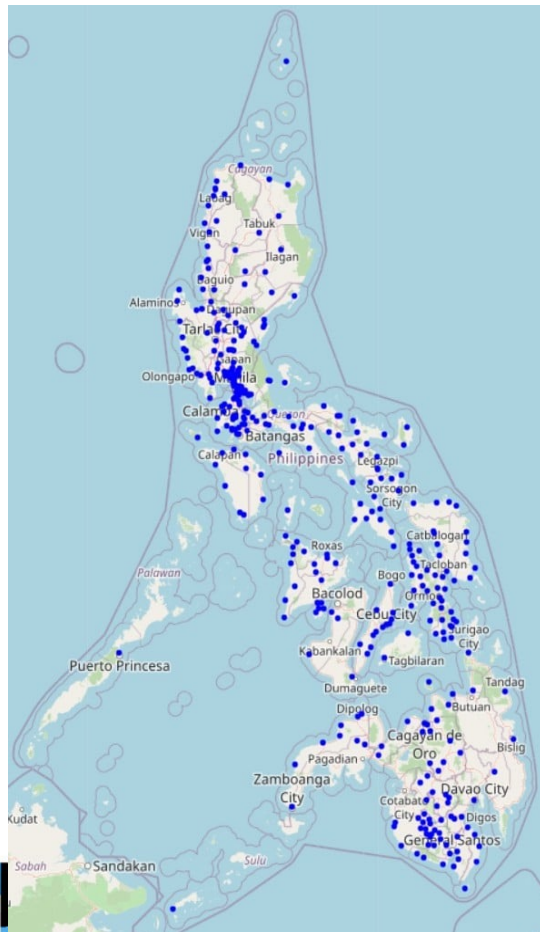 Cagayan
Laoag
Tabuk
Vigan
Ilagan
Baguio
Alaminos
Dagupan
Tarlac City
Gapan
Olongapo
Manila
Calamba
Quezon
Batangas
Calapan
Philippines
Legazpi
Sorsogon
City
Catbalogan
Roxas
Tacloban
Palawan
Bogo
Ormoc
Bacolod
Cebu City
Surigao
City
Kabankalan
Tagbilaran
Puerto Princesa
Dumaguete
Tandag
Dipolog
Butuan
Cagayan de
Oro
Bislig
Pagadian
Zamboanga
City
Davao City
Cotabato
City
Digos
General Santos
Kudat
Sulu
Sabah
Sandakan